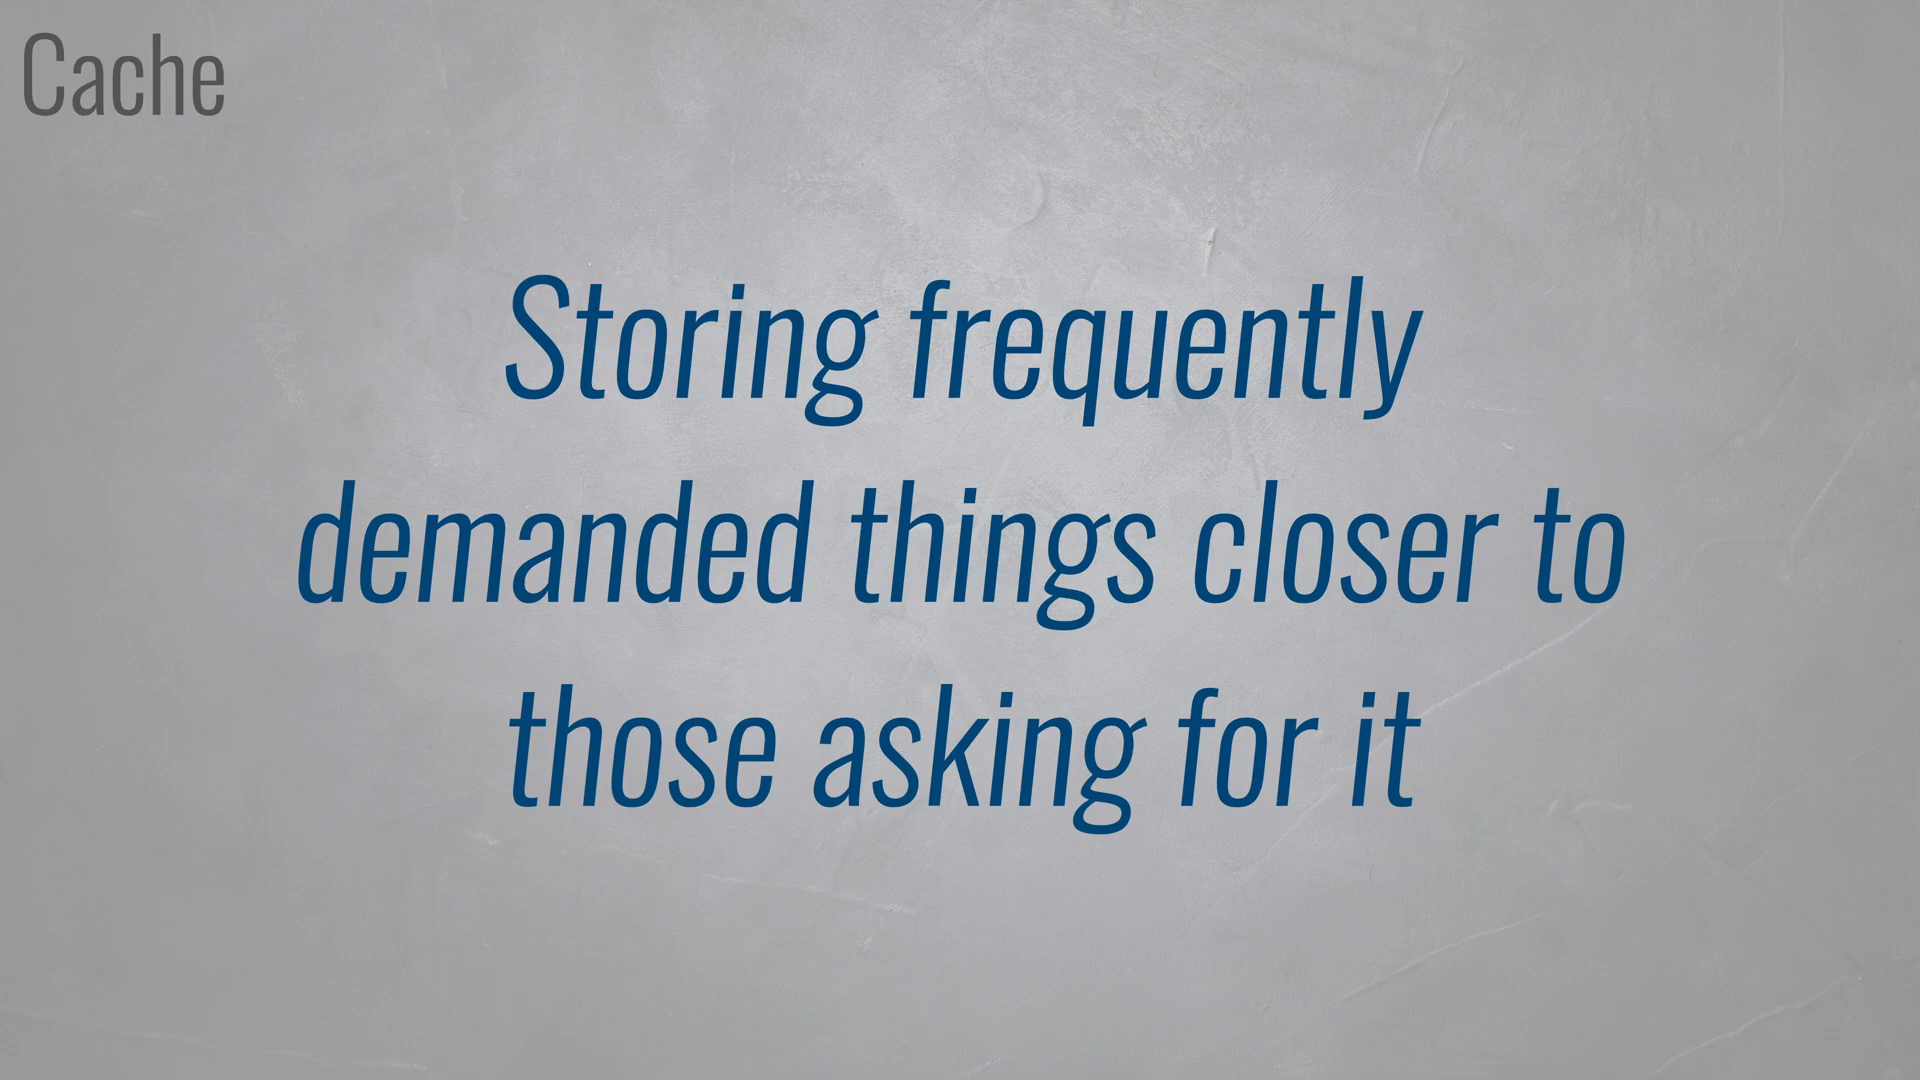 Cache
Storing frequently
demanded things closer to
those asking for it